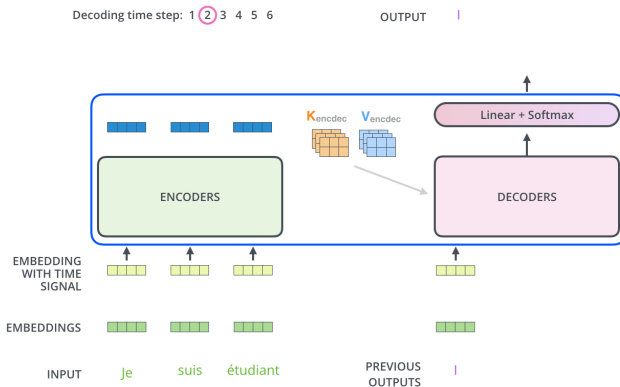 Decoding time step: 1 2 3 4 5 6
OUTPUT I
Kencdec Vencdec
Linear + Softmax
ENCODERS
DECODERS
EMBEDDING
WITH TIME
SIGNAL
EMBEDDINGS
INPUT Je suis étudiant
PREVIOUS
OUTPUTS I